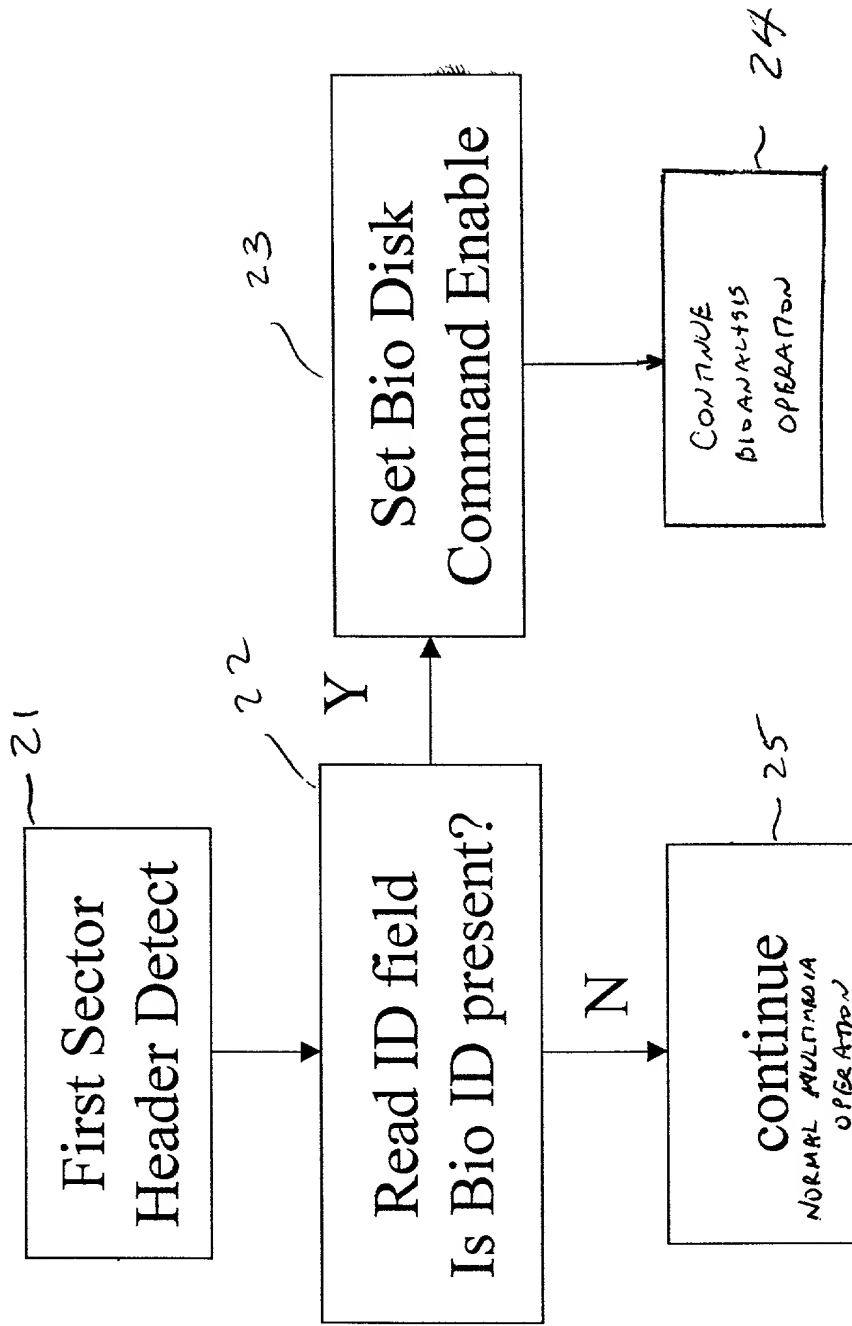 21
First Sector
Header Detect
22
Read ID field
Is Bio ID present?
Y
23
Set Bio Disk
Command Enable
24
CONTINUE
BIOANALYSIS
OPERATION
N
25
continue
NORMAL MULTIMEDIA
OPERATION